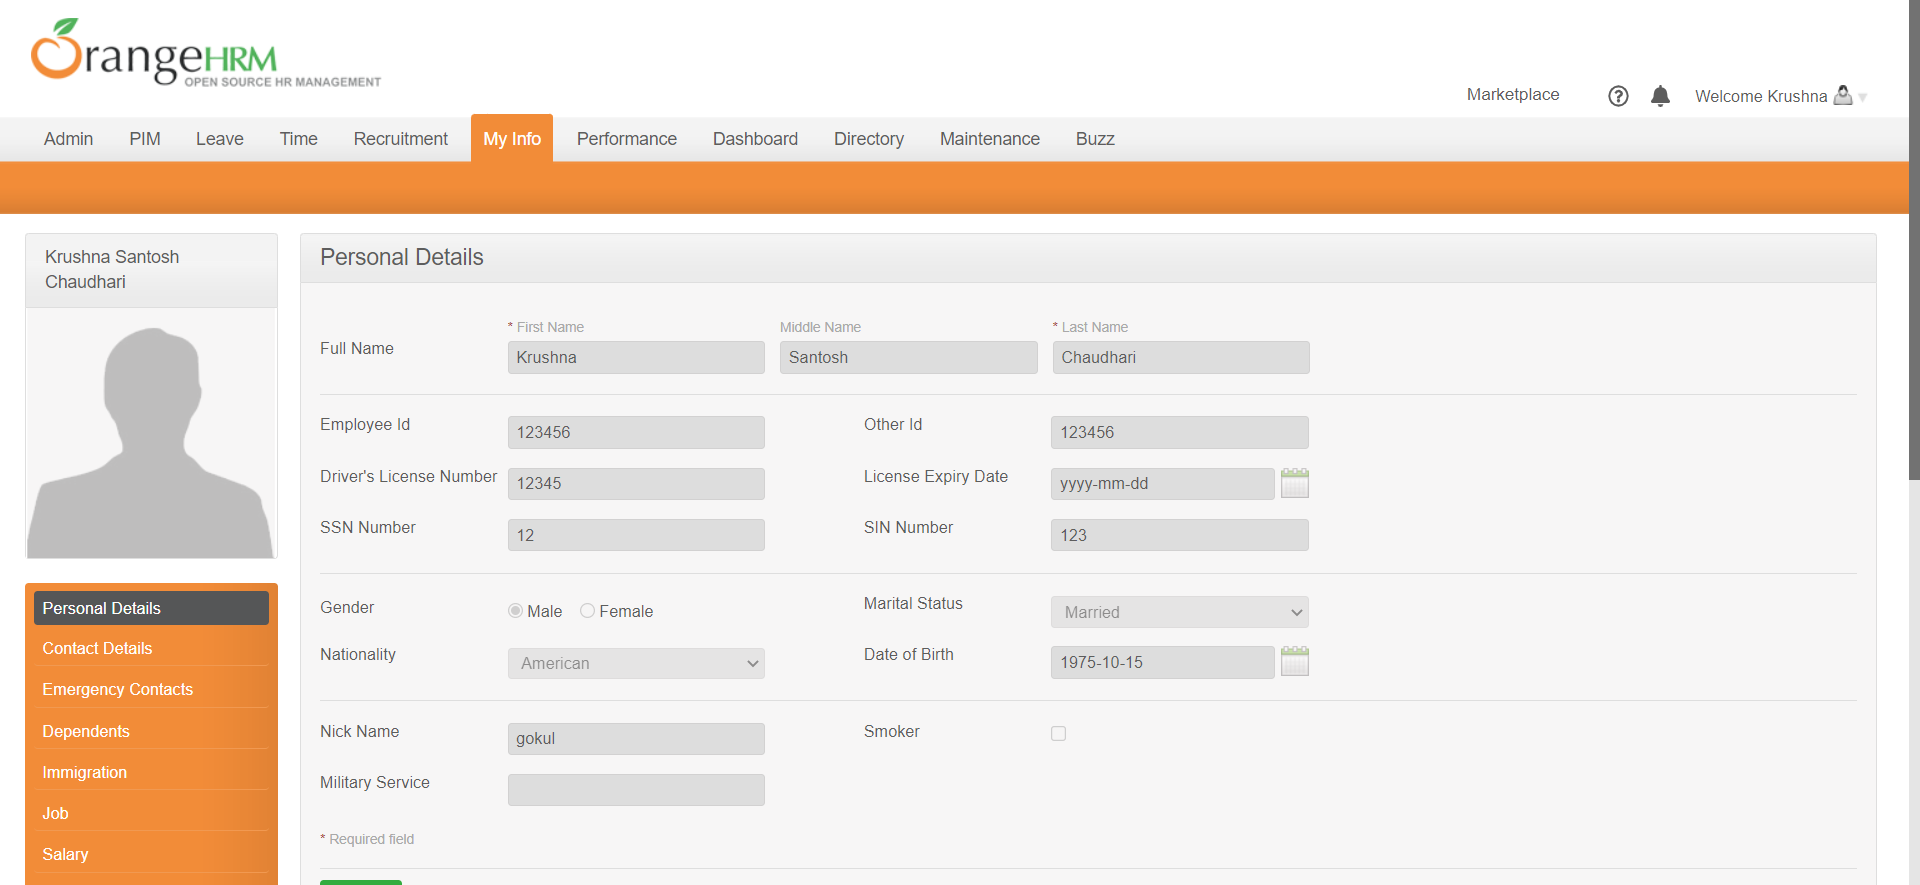 OrangeHRM
OPEN SOURCE HR MANAGEMENT
Marketplace ? Welcome Krushna
Admin PIM Leave Time Recruitment My Info Performance Dashboard Directory Maintenance Buzz
Krushna Santosh
Chaudhari
Personal Details
* First Name Middle Name * Last Name
Full Name Krushna Santosh Chaudhari
Employee Id 123456 Other Id 123456
Driver's License Number 12345 License Expiry Date yyyy-mm-dd
SSN Number 12 SIN Number 123
Gender Male Female Marital Status Married
Nationality American Date of Birth 1975-10-15
Nick Name gokul Smoker
Military Service
* Required field
Personal Details
Contact Details
Emergency Contacts
Dependents
Immigration
Job
Salary